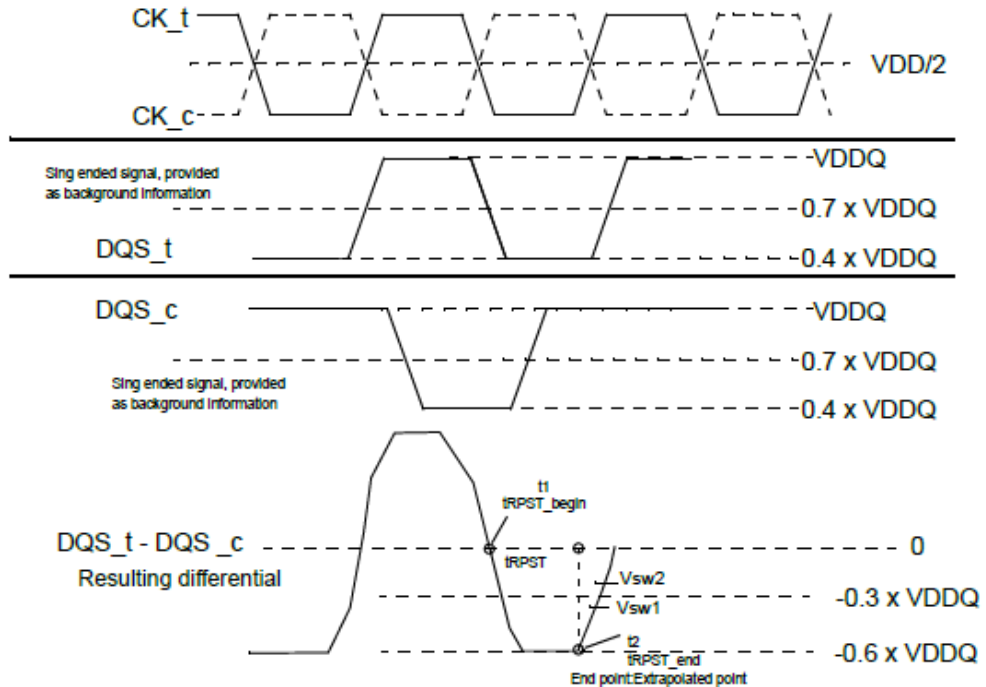 CK_t
VDD/2
CK_c
Sing ended signal, provided
as background information
VDDQ
0.7 x VDDQ
DQS_t
0.4 x VDDQ
DQS_c
VDDQ
0.7 x VDDQ
Sing ended signal, provided
as background information
0.4 x VDDQ
t1
tRPST_begin
DQS_t - DQS _c
0
tRPST
Resulting differential
Vsw2
-0.3 x VDDQ
Vsw1
t2
tRPST_end
-0.6 x VDDQ
End point:Extrapolated point